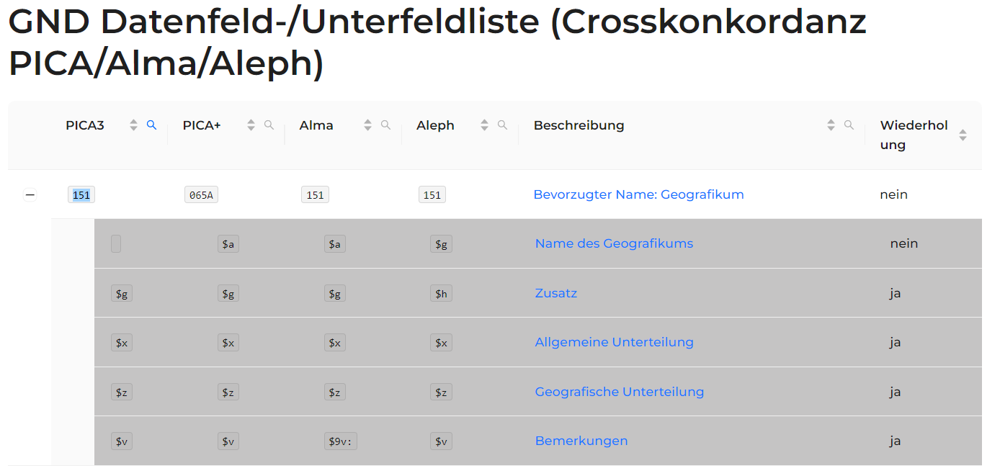 GND Datenfeld-/Unterfeldliste (Crosskonkordanz
PICA/Alma/Aleph)
PICA3 PICA+ Alma Aleph Beschreibung Wiederhol
ung
151 065A 151 151 Bevorzugter Name: Geografikum nein
$a $a $g Name des Geografikums nein
$g $g $g $h Zusatz ja
$x $x $x $x Allgemeine Unterteilung ja
$z $z $z $z Geografische Unterteilung ja
$v $v $9v: $v Bemerkungen ja